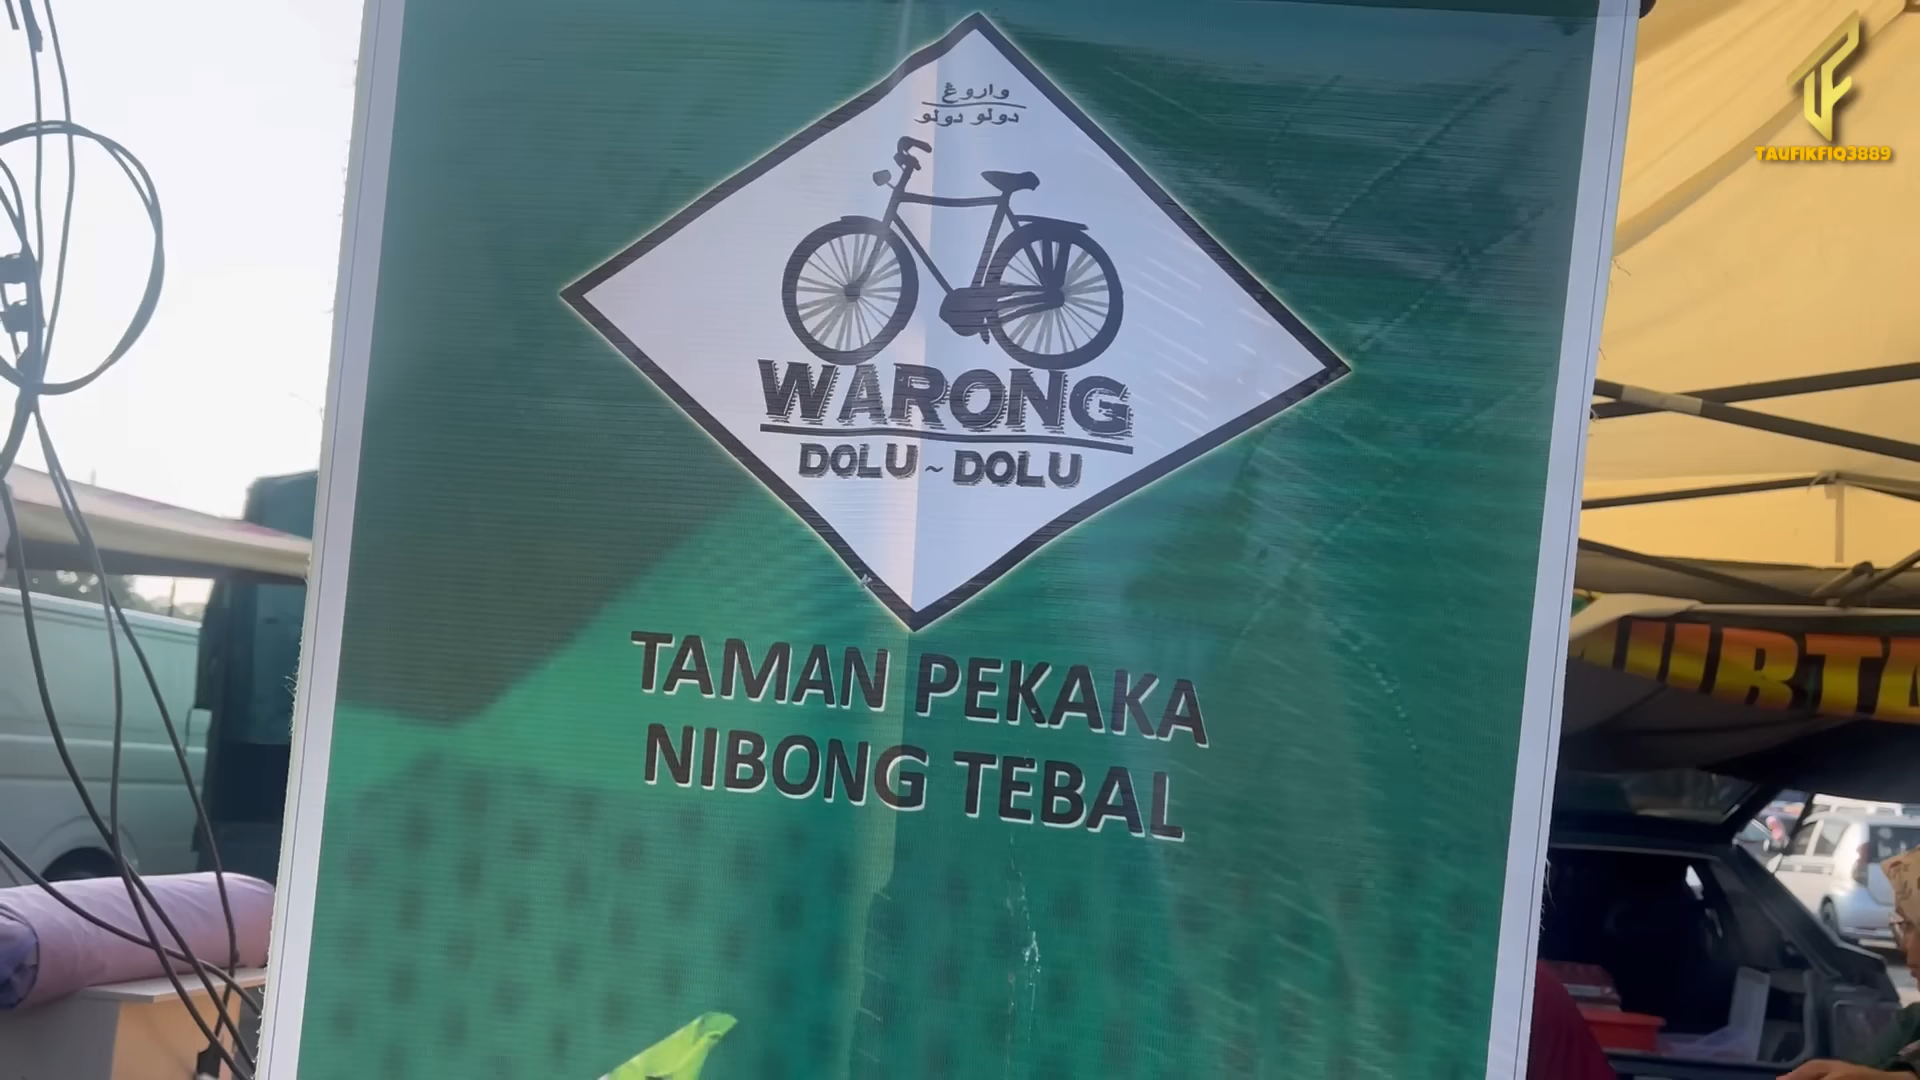 واروڠ
دولو دولو
WARONG
DOLU ~ DOLU
TAMAN PEKAKA
NIBONG TEBAL
TAUFIKFIQ3889